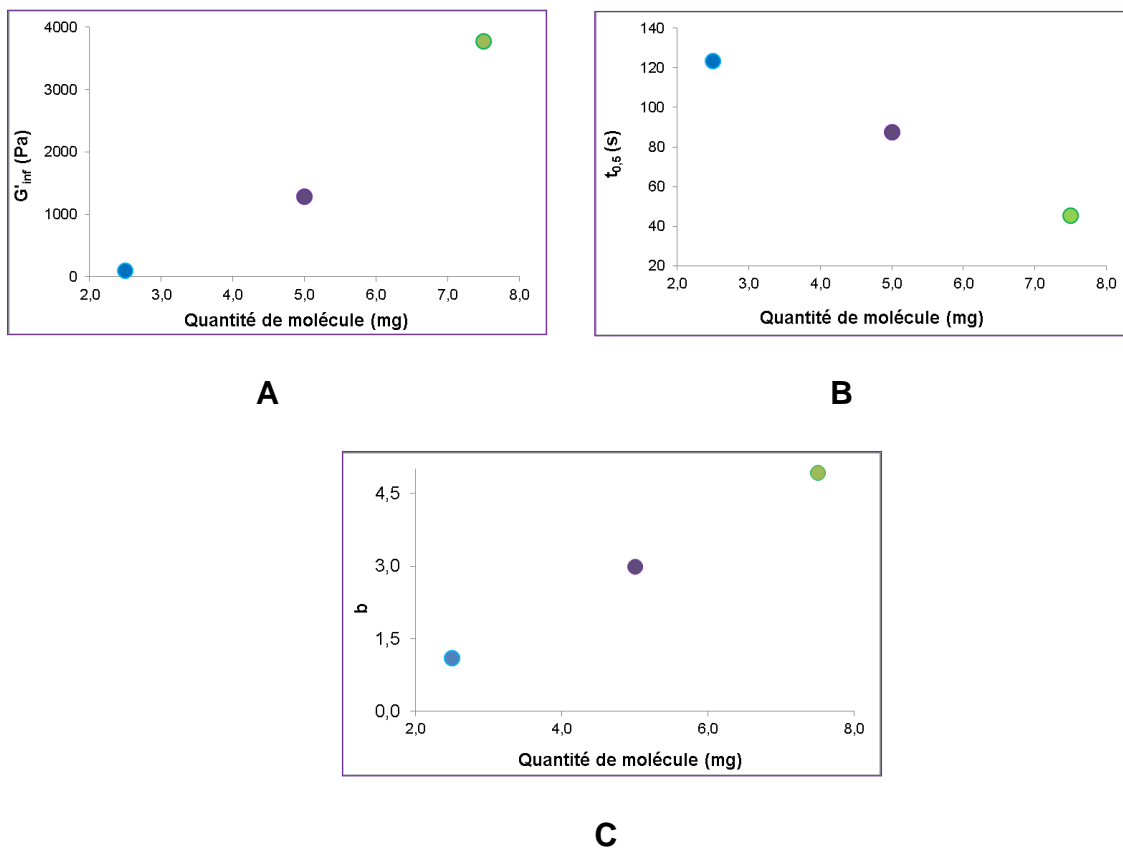 4000
3000
2000
1000
0
G'inf (Pa)
2,0 3,0 4,0 5,0 6,0 7,0 8,0
Quantité de molécule (mg)
A
140
120
100
80
60
40
20
t0,5 (s)
2,0 3,0 4,0 5,0 6,0 7,0 8,0
Quantité de molécule (mg)
B
4,5
3,0
1,5
0,0
b
2,0 4,0 6,0 8,0
Quantité de molécule (mg)
C